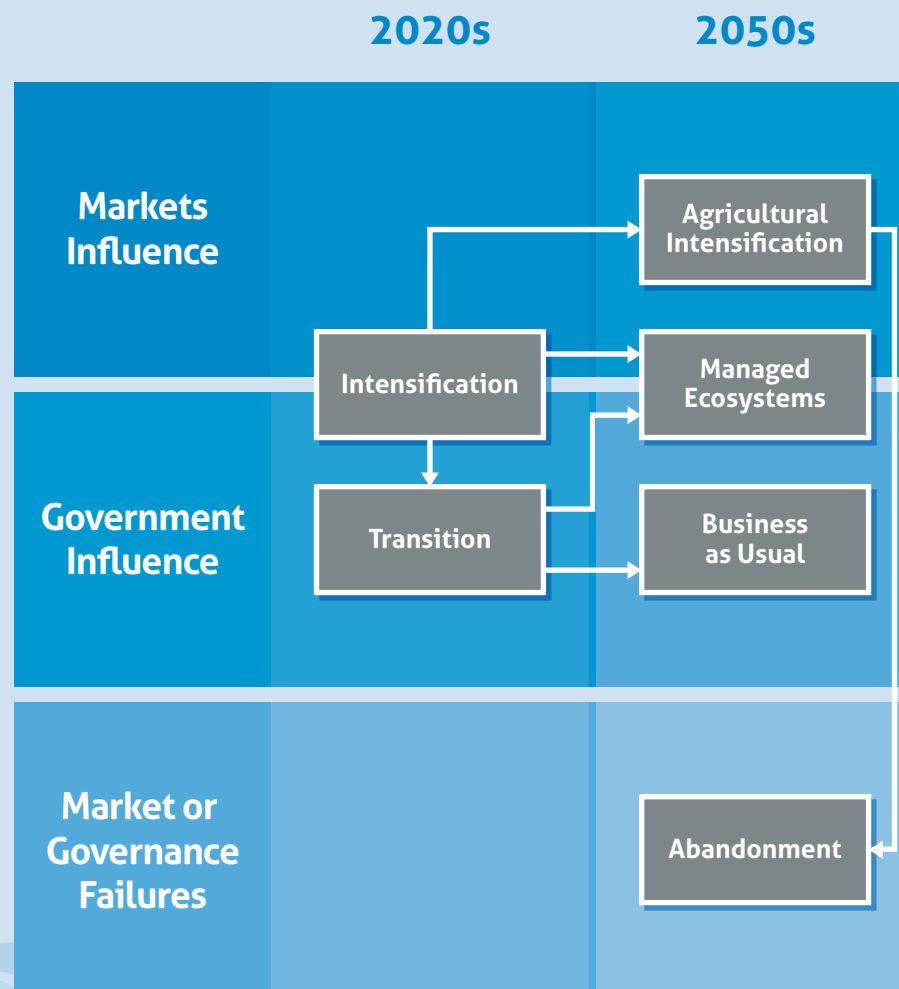 2020s
2050s
Markets
Influence
Agricultural
Intensification
Intensification
Managed
Ecosystems
Government
Influence
Transition
Business
as Usual
Market or
Governance
Failures
Abandonment